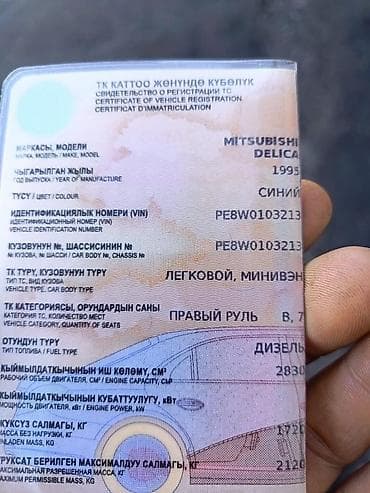 ТК КАТТОО ЖӨНҮНДӨ КҮБӨЛҮК
СВИДЕТЕЛЬСТВО О РЕГИСТРАЦИИ ТС
CERTIFICATE OF VEHICLE REGISTRATION
CERTIFICAT D'IMMATRICULATION
МАРКАСЫ, МОДЕЛИ MITSUBISHI
МАРКА, МОДЕЛЬ / MAKE, MODEL DELICA
ЧЫГАРЫЛГАН ЖЫЛЫ 1995
ГОД ВЫПУСКА / YEAR OF MANUFACTURE
ТҮСҮ / ЦВЕТ / COLOUR СИНИЙ
ИДЕНТИФИКАЦИЯЛЫК НОМЕРИ (VIN) PE8W0103213
ИДЕНТИФИКАЦИОННЫЙ НОМЕР (VIN)
VEHICLE IDENTIFICATION NUMBER
КУЗОВУНУН №, ШАССИСИНИН № PE8W0103213
№ КУЗОВА, № ШАССИ / CAR BODY №, CHASSIS №
ТК ТҮРҮ, КУЗОВУНУН ТҮРҮ ЛЕГКОВОЙ, МИНИВЭН
ТИП ТС, ВИД КУЗОВА
VEHICLE TYPE, CAR BODY TYPE
ТК КАТЕГОРИЯСЫ, ОРУНДАРДЫН САНЫ ПРАВЫЙ РУЛЬ B, 7
КАТЕГОРИЯ ТС, КОЛИЧЕСТВО МЕСТ
VEHICLE CATEGORY, QUANTITY OF SEATS
ОТУНДУН ТҮРҮ ДИЗЕЛЬ
ТИП ТОПЛИВА / FUEL TYPE
КЫЙМЫЛДАТКЫЧЫНЫН ИШ КӨЛӨМҮ, СМ³ 2830
РАБОЧИЙ ОБЪЕМ ДВИГАТЕЛЯ, СМ³ / ENGINE CAPACITY, CM³
КЫЙМЫЛДАТКЫЧЫНЫН КУБАТТУУЛУГУ, кВт
МОЩНОСТЬ ДВИГАТЕЛЯ, кВт / ENGINE POWER, kW
ЖҮКСҮЗ САЛМАГЫ, КГ 1720
МАССА БЕЗ НАГРУЗКИ, КГ
UNLADEN MASS, KG
УРУКСАТ БЕРИЛГЕН МАКСИМАЛДУУ САЛМАГЫ, КГ 2120
МАКСИМАЛЬНАЯ РАЗРЕШЕННАЯ МАССА, КГ
MAXIMUM PERMISSIBLE MASS, KG